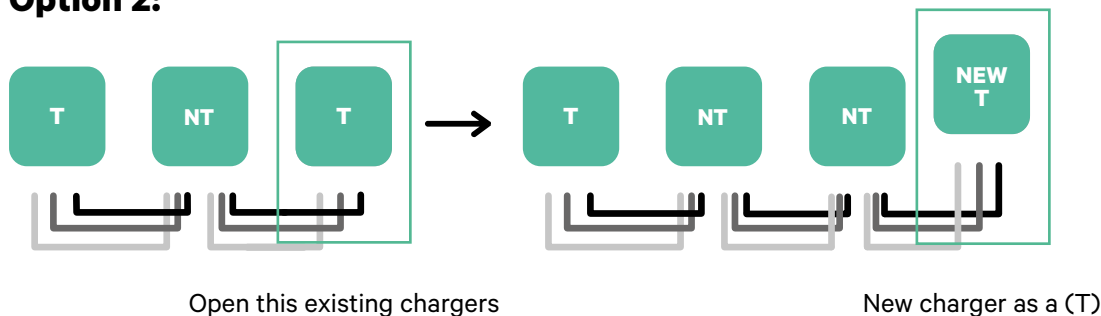 Option 2:
T
NT
T
T
NT
NT
NEW
T
Open this existing chargers
New charger as a (T)